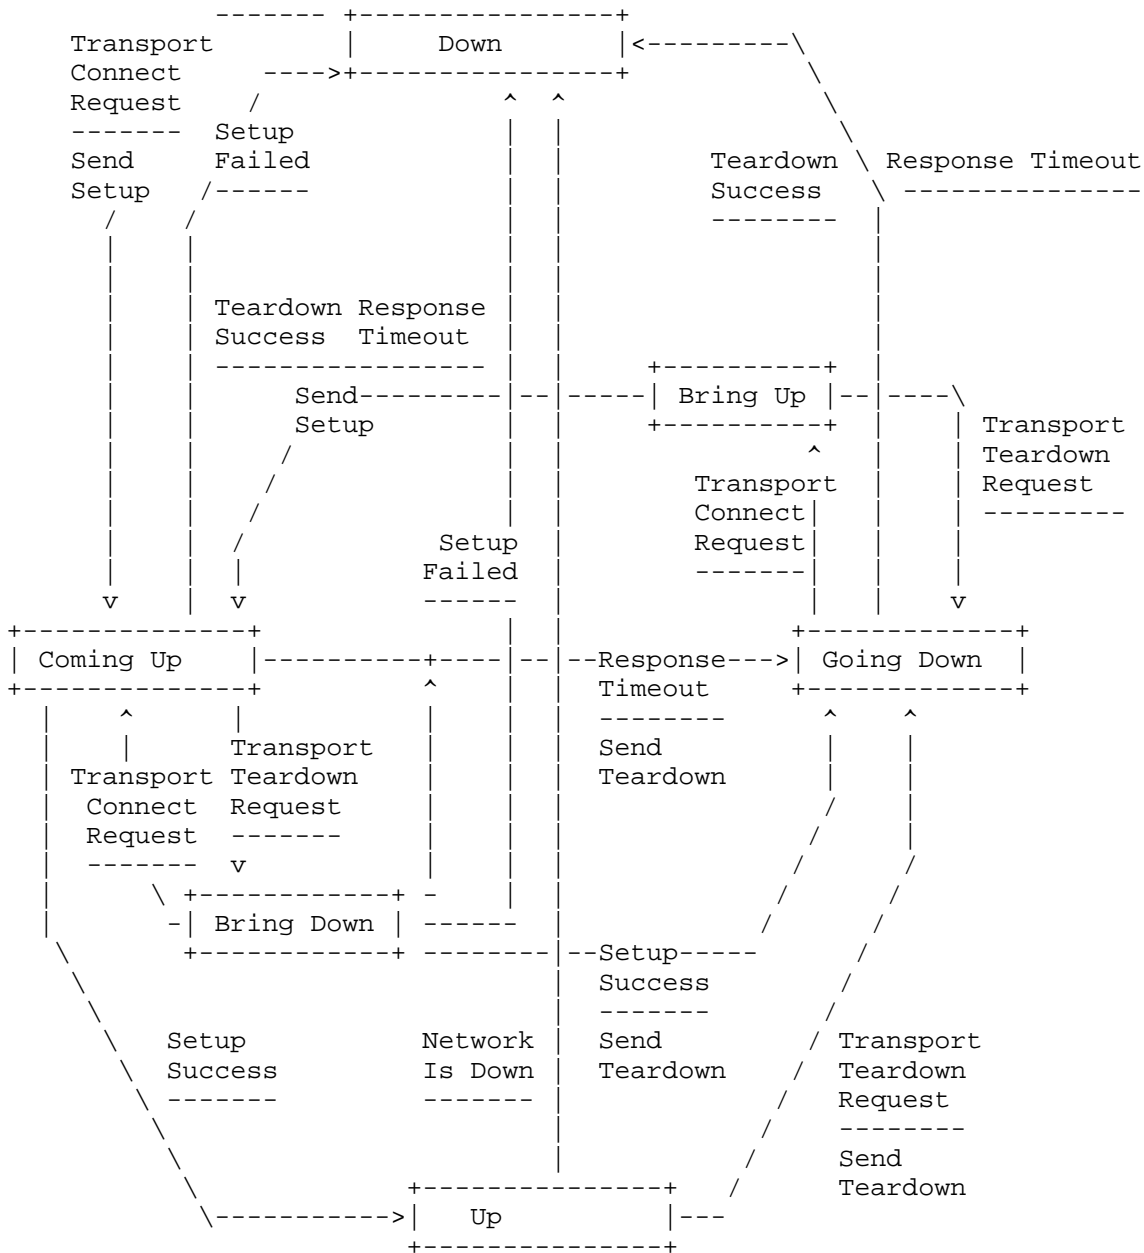 Down
Transport
Connect
Request
-------
Send
Setup
Setup
Failed
------
Teardown
Success
--------
Response Timeout
---------------
Teardown Response
Success Timeout
-----------------
Send
Setup
Bring Up
Transport
Teardown
Request
---------
Transport
Connect
Request
-------
Setup
Failed
------
Coming Up
Response
Timeout
--------
Send
Teardown
Going Down
Transport
Connect
Request
-------
Transport
Teardown
Request
-------
Bring Down
Setup
Success
-------
Send
Teardown
Setup
Success
-------
Network
Is Down
-------
Transport
Teardown
Request
--------
Send
Teardown
Up